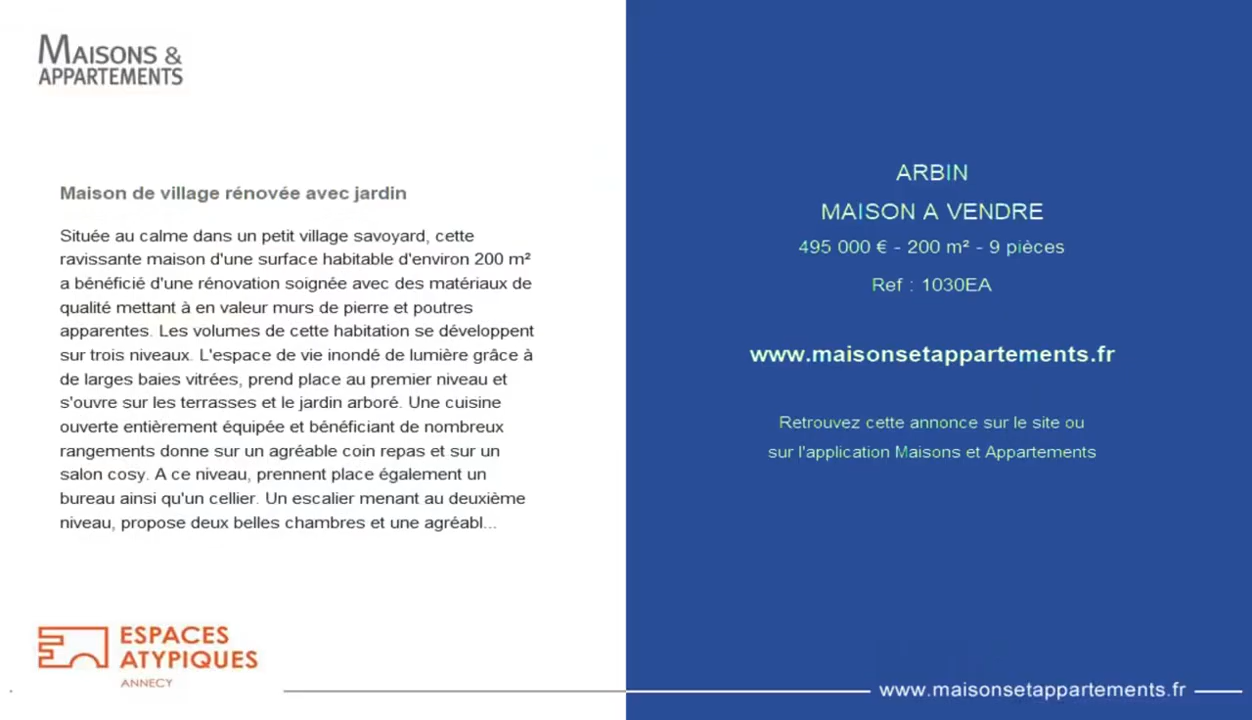 MAISONS &
APPARTEMENTS
Maison de village rénovée avec jardin
Située au calme dans un petit village savoyard, cette
ravissante maison d'une surface habitable d'environ 200 m²
a bénéficié d'une rénovation soignée avec des matériaux de
qualité mettant à en valeur murs de pierre et poutres
apparentes. Les volumes de cette habitation se développent
sur trois niveaux. L'espace de vie inondé de lumière grâce à
de larges baies vitrées, prend place au premier niveau et
s'ouvre sur les terrasses et le jardin arboré. Une cuisine
ouverte entièrement équipée et bénéficiant de nombreux
rangements donne sur un agréable coin repas et sur un
salon cosy. A ce niveau, prennent place également un
bureau ainsi qu'un cellier. Un escalier menant au deuxième
niveau, propose deux belles chambres et une agréabl...
ESPACES
ATYPIQUES
ANNECY
ARBIN
MAISON A VENDRE
495 000 € - 200 m² - 9 pièces
Ref : 1030EA
www.maisonsetappartements.fr
Retrouvez cette annonce sur le site ou
sur l'application Maisons et Appartements
www.maisonsetappartements.fr